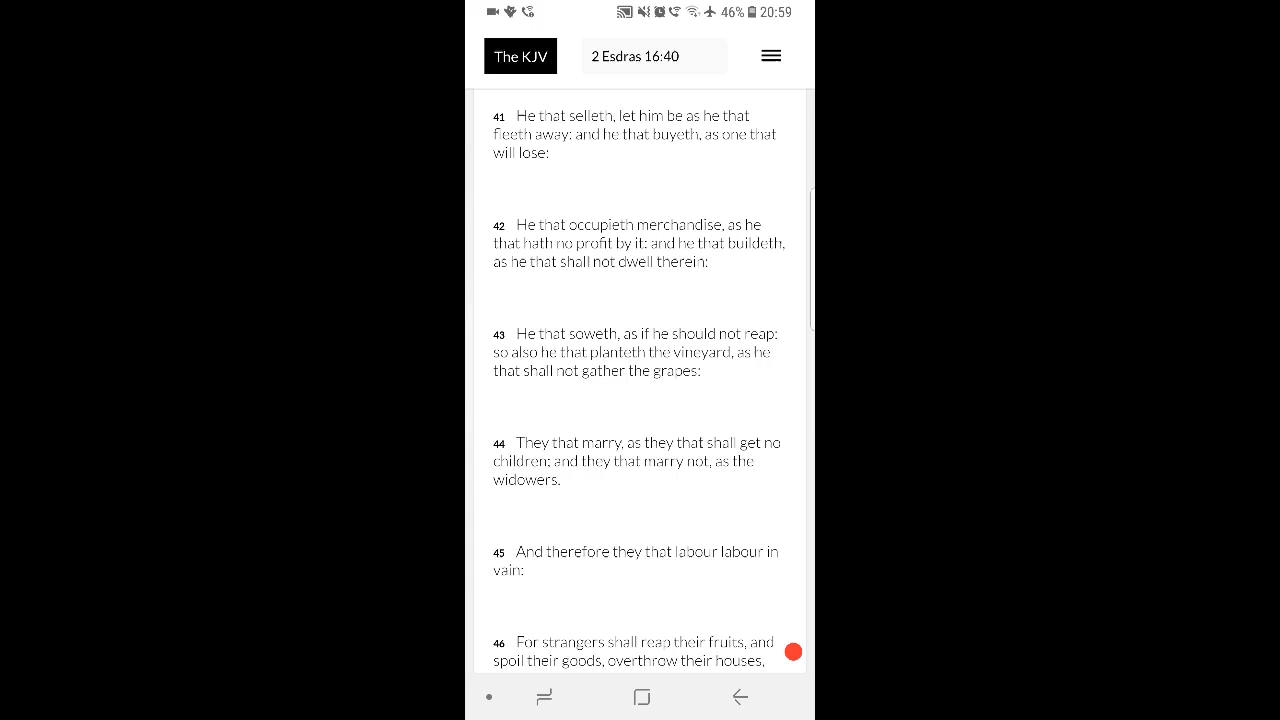 46% 20:59
The KJV
2 Esdras 16:40
41 He that selleth, let him be as he that
fleeth away: and he that buyeth, as one that
will lose:
42 He that occupieth merchandise, as he
that hath no profit by it: and he that buildeth,
as he that shall not dwell therein:
43 He that soweth, as if he should not reap:
so also he that planteth the vineyard, as he
that shall not gather the grapes:
44 They that marry, as they that shall get no
children; and they that marry not, as the
widowers.
45 And therefore they that labour labour in
vain:
46 For strangers shall reap their fruits, and
spoil their goods, overthrow their houses,